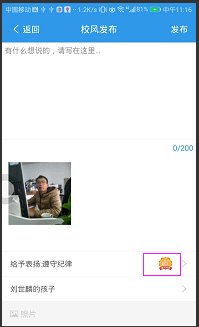 中国移动 1.2K/s 81% 中午11:16
返回 校风发布 发布
有什么想说的，请写在这里...
0/200
给予表扬:遵守纪律
刘世麟的孩子
照片